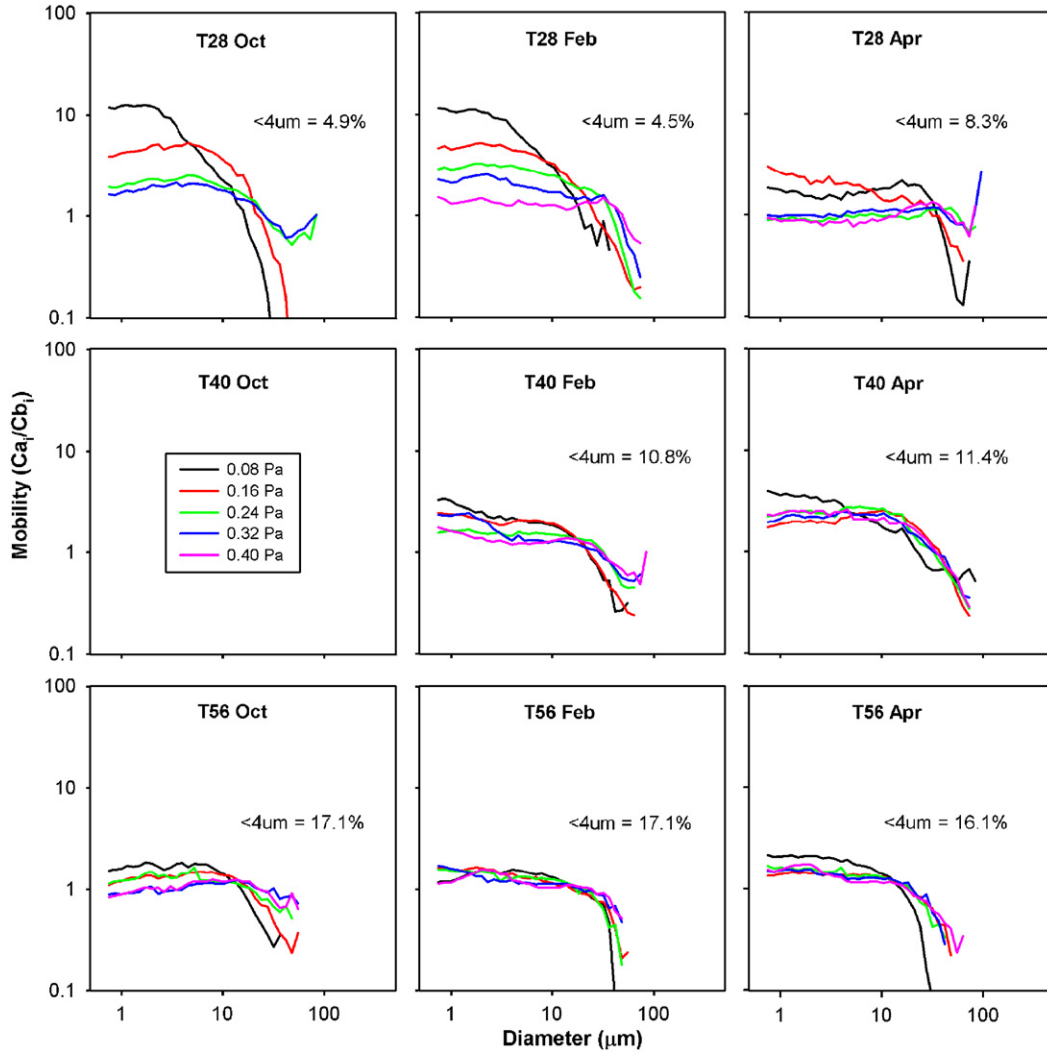 100
T28 Oct
T28 Feb
T28 Apr
10
<4um = 4.9%
<4um = 4.5%
<4um = 8.3%
1
0.1
100
T40 Oct
T40 Feb
T40 Apr
10
0.08 Pa
0.16 Pa
0.24 Pa
0.32 Pa
0.40 Pa
<4um = 10.8%
<4um = 11.4%
1
0.1
Mobility (Ca_i/Cb_i)
100
T56 Oct
T56 Feb
T56 Apr
10
<4um = 17.1%
<4um = 17.1%
<4um = 16.1%
1
0.1
1 10 100 1 10 100 1 10 100
Diameter (µm)